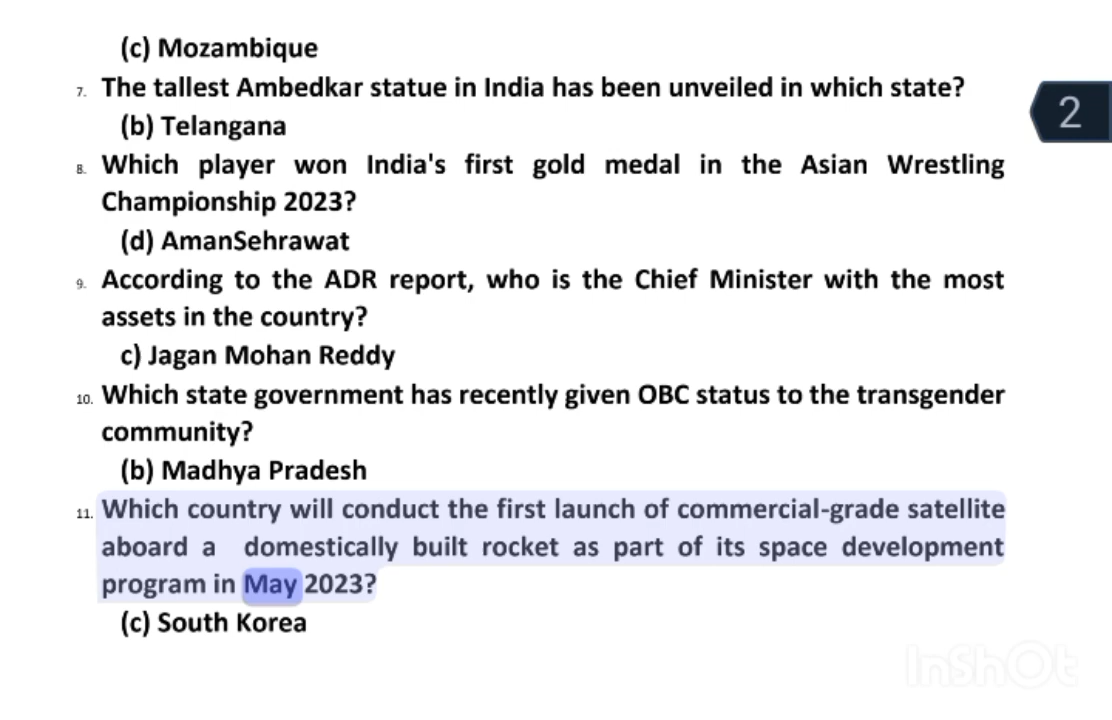 (c) Mozambique
7. The tallest Ambedkar statue in India has been unveiled in which state?
2
(b) Telangana
8. Which player won India's first gold medal in the Asian Wrestling
Championship 2023?
(d) AmanSehrawat
9. According to the ADR report, who is the Chief Minister with the most
assets in the country?
c) Jagan Mohan Reddy
10. Which state government has recently given OBC status to the transgender
community?
(b) Madhya Pradesh
11. Which country will conduct the first launch of commercial-grade satellite
aboard a domestically built rocket as part of its space development
program in May 2023?
(c) South Korea
InShOt